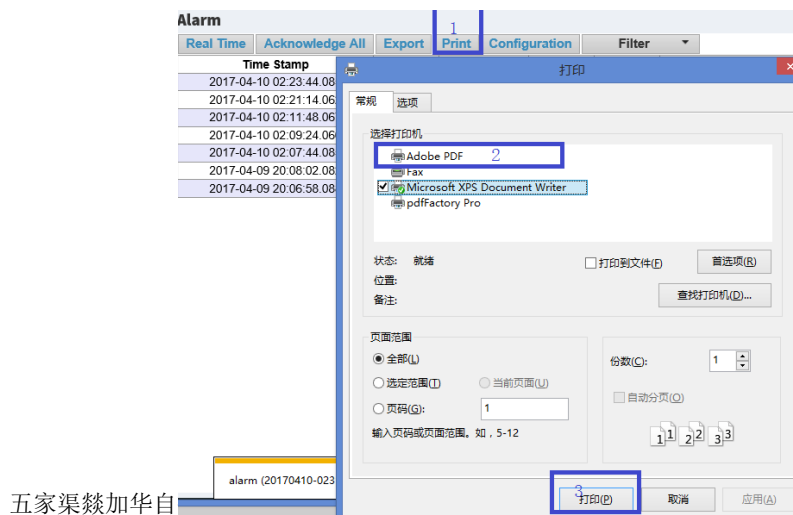 Alarm
1
Real Time Acknowledge All Export Print Configuration Filter
Time Stamp
2017-04-10 02:23:44.08
2017-04-10 02:21:14.06
2017-04-10 02:11:48.06
2017-04-10 02:09:24.06
2017-04-10 02:07:44.08
2017-04-09 20:08:02.08
2017-04-09 20:06:58.08
打印
常规 选项
选择打印机
Adobe PDF 2
Fax
Microsoft XPS Document Writer
pdfFactory Pro
状态: 就绪
打印到文件(F) 首选项(R)
位置:
备注:
查找打印机(D)...
页面范围
全部(L)
份数(C): 1
选定范围(T) 当前页面(U)
自动分页(O)
页码(G): 1
输入页码或页面范围。如，5-12
11 22 33
alarm (20170410-023
3
打印(P) 取消 应用(A)
五家渠燚加华自